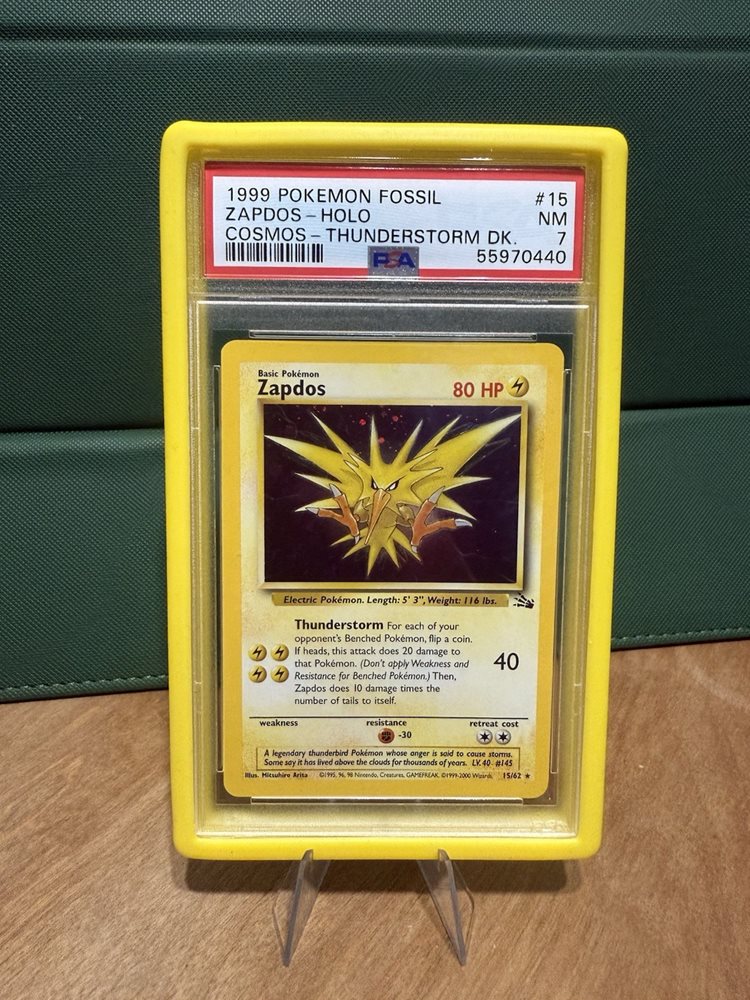 1999 POKEMON FOSSIL #15
ZAPDOS - HOLO NM
COSMOS - THUNDERSTORM DK. 7
PSA 55970440
Basic Pokémon
Zapdos 80 HP
Electric Pokémon. Length: 5' 3", Weight: 116 lbs.
Thunderstorm For each of your
opponent's Benched Pokémon, flip a coin.
If heads, this attack does 20 damage to
that Pokémon. (Don't apply Weakness and
Resistance for Benched Pokémon.) Then,
Zapdos does 10 damage times the
number of tails to itself.
40
weakness resistance retreat cost
-30
A legendary thunderbird Pokémon whose anger is said to cause storms.
Some say it has lived above the clouds for thousands of years. LV. 40 #145
Illus. Mitsuhiro Arita ©1995, 96, 98 Nintendo, Creatures, GAMEFREAK. ©1999-2000 Wizards. 15/62 ★